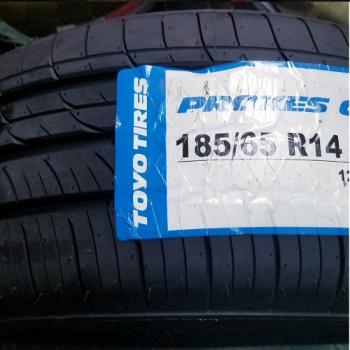 TOYO TIRES
PROXES C
185/65 R14